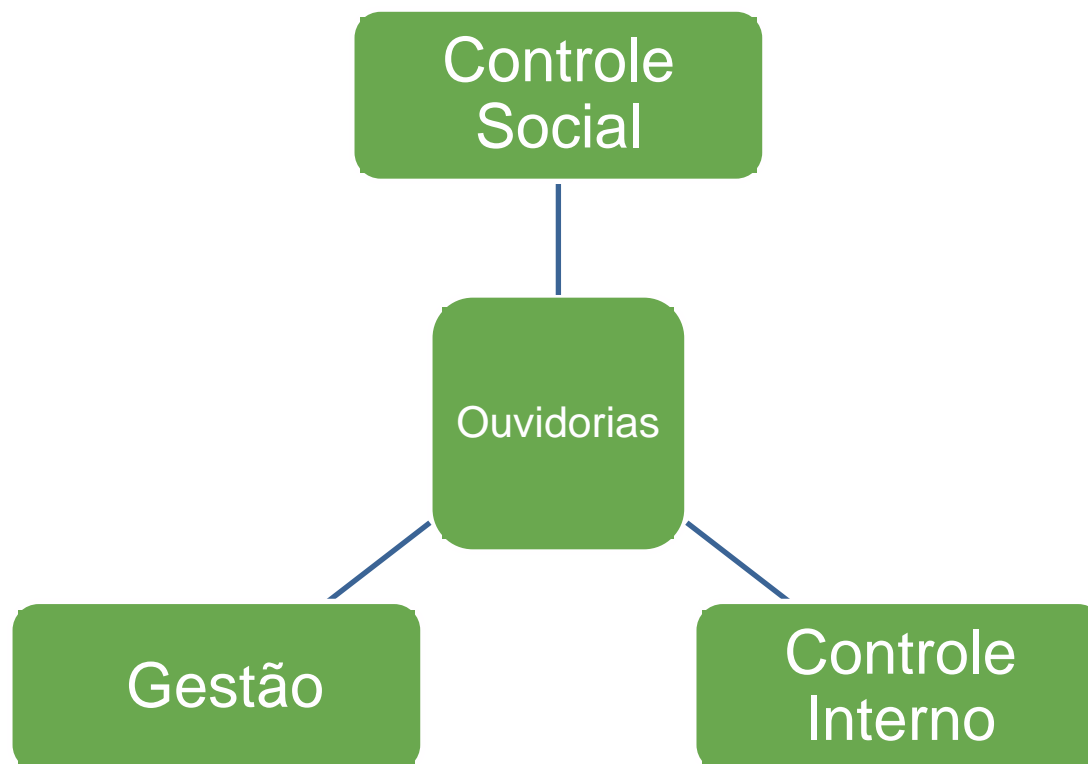 Controle
Social
Ouvidorias
Gestão
Controle
Interno